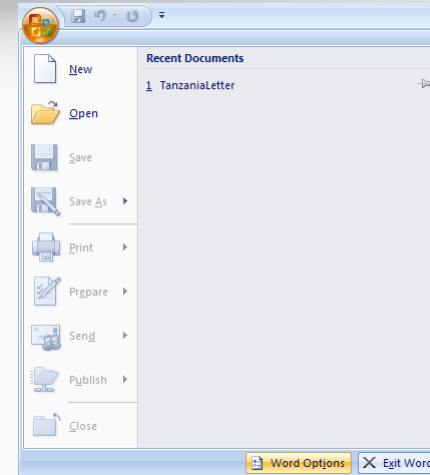 New
Open
Save
Save As
Print
Prepare
Send
Publish
Close
Recent Documents
1 TanzaniaLetter
Word Options
Exit Word